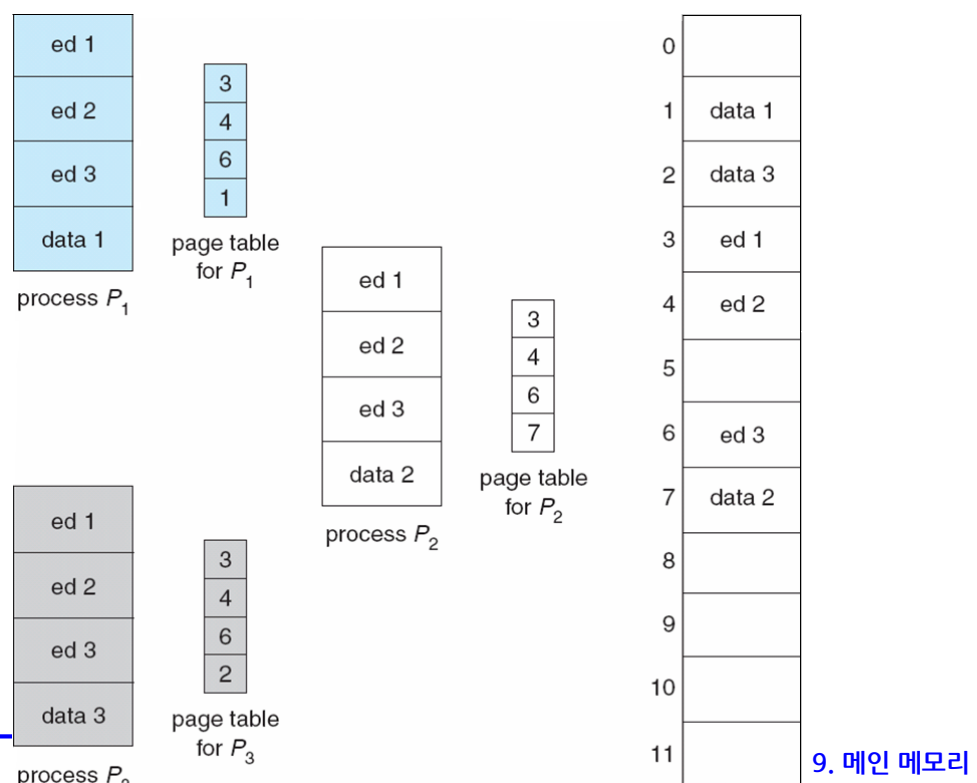 ed 1
ed 2
ed 3
data 1
process P1
3
4
6
1
page table
for P1
ed 1
ed 2
ed 3
data 2
process P2
3
4
6
7
page table
for P2
ed 1
ed 2
ed 3
data 3
process
3
4
6
2
page table
for P3
0
1 data 1
2 data 3
3 ed 1
4 ed 2
5
6 ed 3
7 data 2
8
9
10
11
9. 메인 메모리